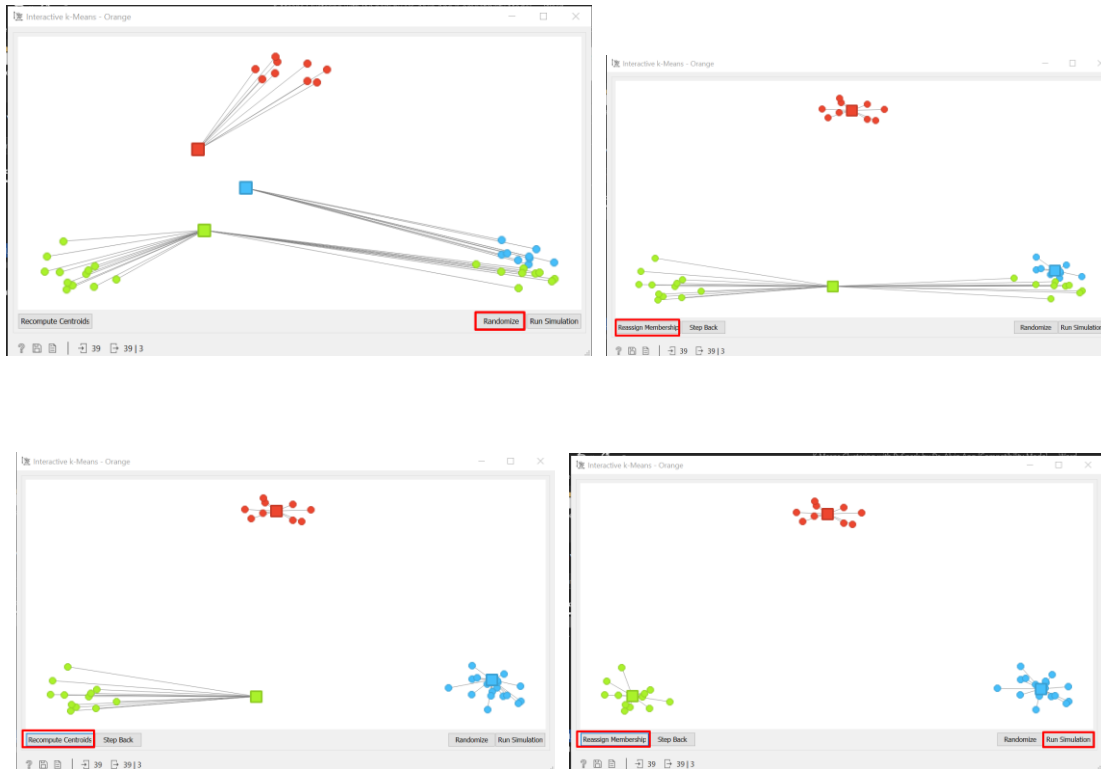 Interactive k-Means - Orange
Recompute Centroids Randomize Run Simulation
? 39 39|3
Interactive k-Means - Orange
Reassign Membership Step Back Randomize Run Simulation
? 39 39|3
Interactive k-Means - Orange
Recompute Centroids Step Back Randomize Run Simulation
? 39 39|3
Interactive k-Means - Orange
Reassign Membership Step Back Randomize Run Simulation
? 39 39|3